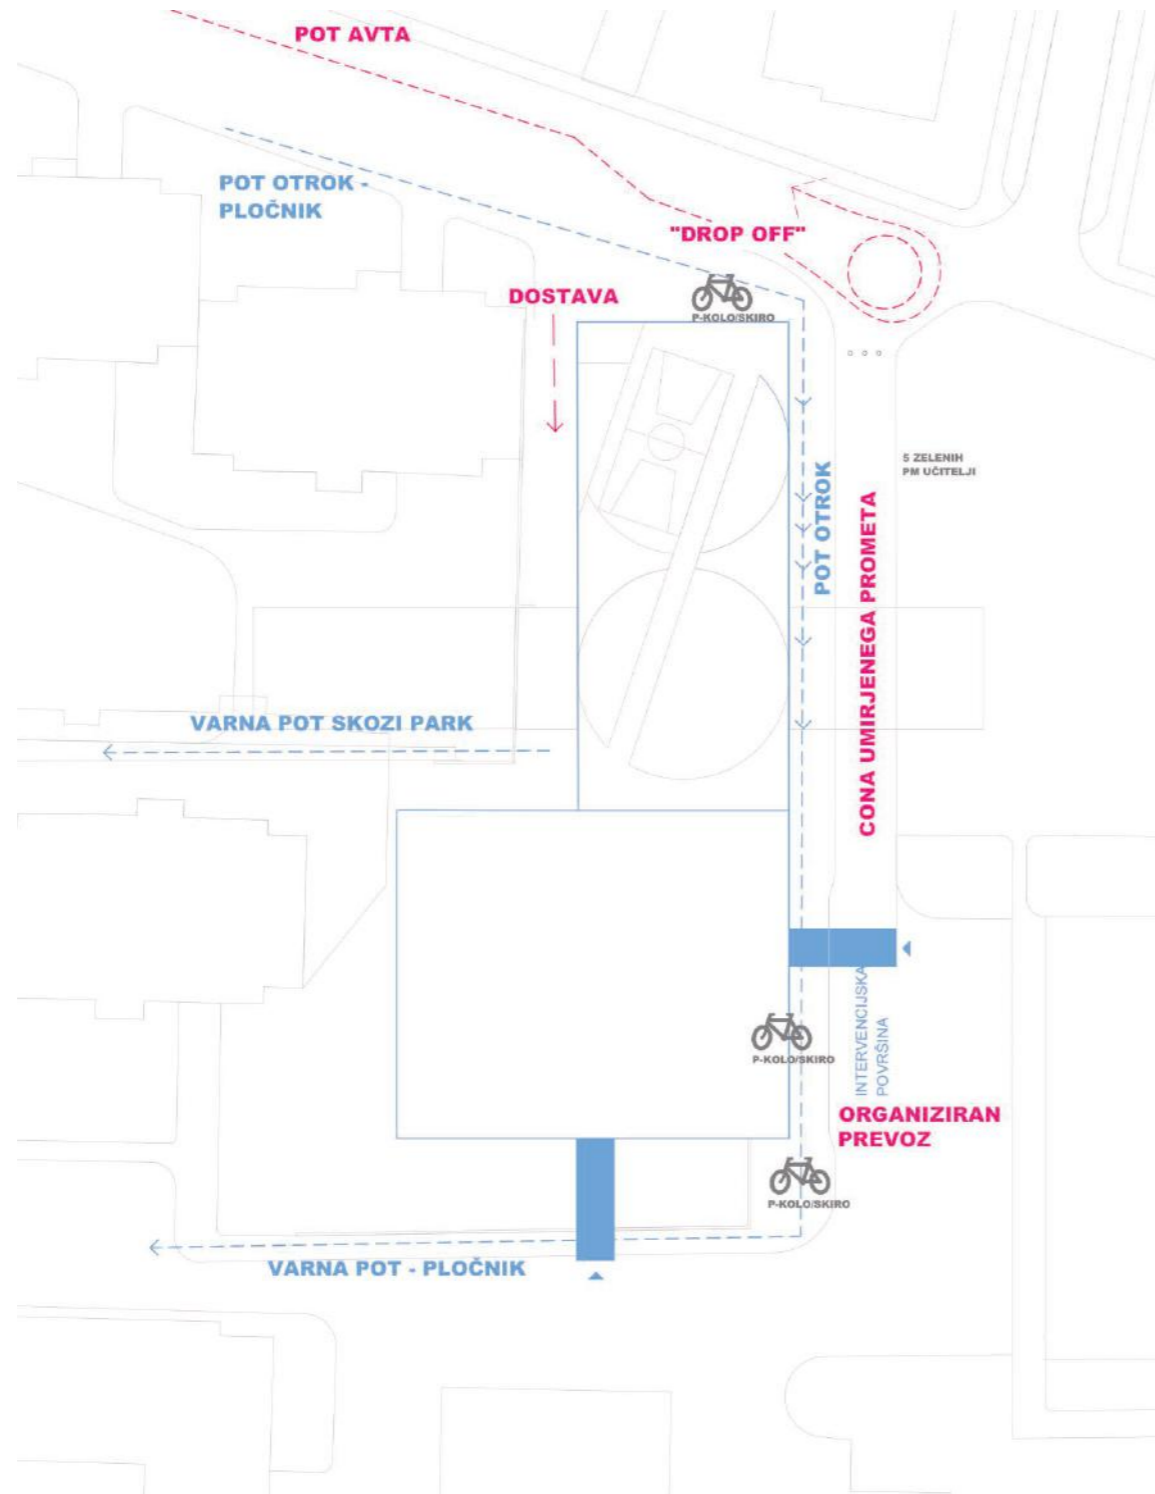 POT AVTA
POT OTROK -
PLOČNIK
"DROP OFF"
DOSTAVA
P-KOLO/SKIRO
5 ZELENIH
PM UČITELJI
POT OTROK
CONA UMIRJENEGA PROMETA
VARNA POT SKOZI PARK
INTERVENCIJSKA
POVRŠINA
P-KOLO/SKIRO
ORGANIZIRAN
PREVOZ
P-KOLO/SKIRO
VARNA POT - PLOČNIK